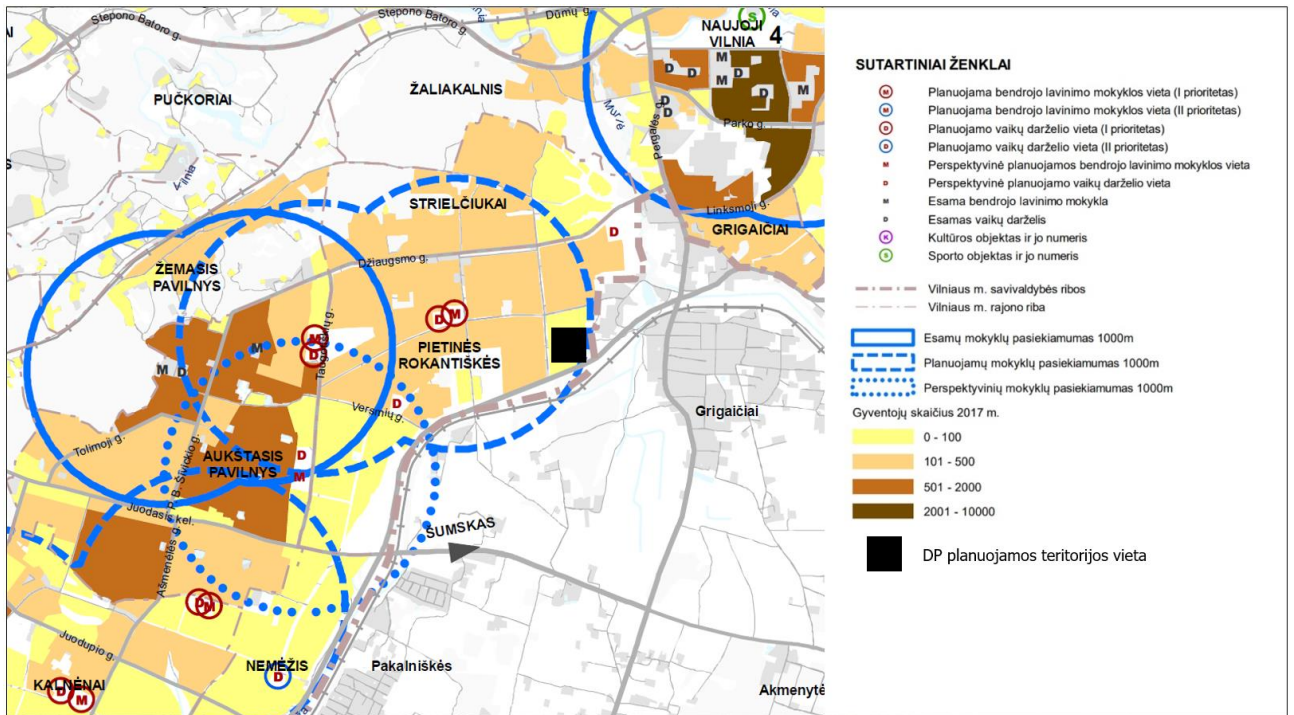 Stepono Batoro g.
Stepono Batoro g.
Dūmų g.
NAUJOJI
VILNIA
4
S
M
D
D
M
M
D
D
M
D
D
Parko g.
Pergalės g.
Linksmoji g.
GRIGAIČIAI
PUČKORIAI
ŽALIAKALNIS
STRIELČIUKAI
Džiaugsmo g.
D
ŽEMASIS
PAVILNYS
M
M
D
M
D
D
M
PIETINĖS
ROKANTIŠKĖS
Versmių g.
D
Grigaičiai
Tolimoji g.
AUKŠTASIS
PAVILNYS
D
M
Juodasis kel.
ŠUMSKAS
Ašmenėlės g.
D
M
Juodupio g.
NEMĖŽIS
D
Pakalniškės
KALNĖNAI
D
M
Akmenytė
SUTARTINIAI ŽENKLAI
M Planuojama bendrojo lavinimo mokyklos vieta (I prioritetas)
M Planuojama bendrojo lavinimo mokyklos vieta (II prioritetas)
D Planuojamo vaikų darželio vieta (I prioritetas)
D Planuojamo vaikų darželio vieta (II prioritetas)
M Perspektyvinė planuojamos bendrojo lavinimo mokyklos vieta
D Perspektyvinė planuojamo vaikų darželio vieta
M Esama bendrojo lavinimo mokykla
D Esamas vaikų darželis
K Kultūros objektas ir jo numeris
S Sporto objektas ir jo numeris
Vilniaus m. savivaldybės ribos
Vilniaus m. rajono riba
Esamų mokyklų pasiekiamumas 1000m
Planuojamų mokyklų pasiekiamumas 1000m
Perspektyvinių mokyklų pasiekiamumas 1000m
Gyventojų skaičius 2017 m.
0 - 100
101 - 500
501 - 2000
2001 - 10000
DP planuojamos teritorijos vieta